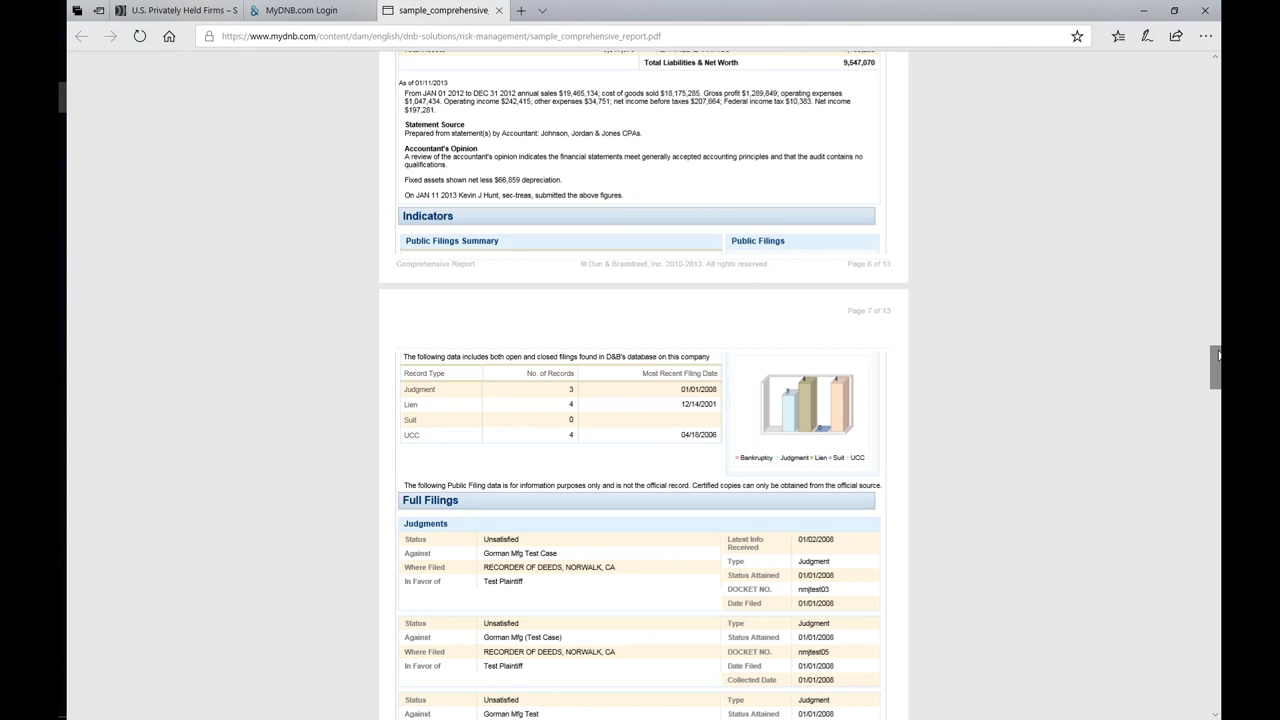 U.S. Privately Held Firms – S
MyDNB.com Login
sample_comprehensive_
https://www.mydnb.com/content/dam/english/dnb-solutions/risk-management/sample_comprehensive_report.pdf
Total Liabilities & Net Worth 9,547,070
As of 01/11/2013
From JAN 01 2012 to DEC 31 2012 annual sales $19,465,134; cost of goods sold $18,175,285. Gross profit $1,289,849; operating expenses
$1,047,434. Operating income $242,415; other expenses $34,751; net income before taxes $207,664; Federal income tax $10,383. Net income
$197,281.
Statement Source
Prepared from statement(s) by Accountant: Johnson, Jordan & Jones CPAs.
Accountant's Opinion
A review of the accountant's opinion indicates the financial statements meet generally accepted accounting principles and that the audit contains no
qualifications.
Fixed assets shown net less $66,859 depreciation.
On JAN 11 2013 Kevin J Hunt, sec-treas, submitted the above figures.
Indicators
Public Filings Summary Public Filings
Comprehensive Report © Dun & Bradstreet, Inc. 2010-2013. All rights reserved. Page 6 of 13
Page 7 of 13
The following data includes both open and closed filings found in D&B's database on this company
Record Type No. of Records Most Recent Filing Date
Judgment 3 01/01/2008
Lien 4 12/14/2001
Suit 0
UCC 4 04/18/2006
Bankruptcy Judgment Lien Suit UCC
The following Public Filing data is for information purposes only and is not the official record. Certified copies can only be obtained from the official source.
Full Filings
Judgments
Status Unsatisfied Latest Info Received 01/02/2008
Against Gorman Mfg Test Case Type Judgment
Where Filed RECORDER OF DEEDS, NORWALK, CA Status Attained 01/01/2008
In Favor of Test Plaintiff DOCKET NO. nmjtest03
Date Filed 01/01/2008
Status Unsatisfied Type Judgment
Against Gorman Mfg (Test Case) Status Attained 01/01/2008
Where Filed RECORDER OF DEEDS, NORWALK, CA DOCKET NO. nmjtest05
In Favor of Test Plaintiff Date Filed 01/01/2008
Collected Date 01/01/2008
Status Unsatisfied Type Judgment
Against Gorman Mfg Test Status Attained 01/01/2008